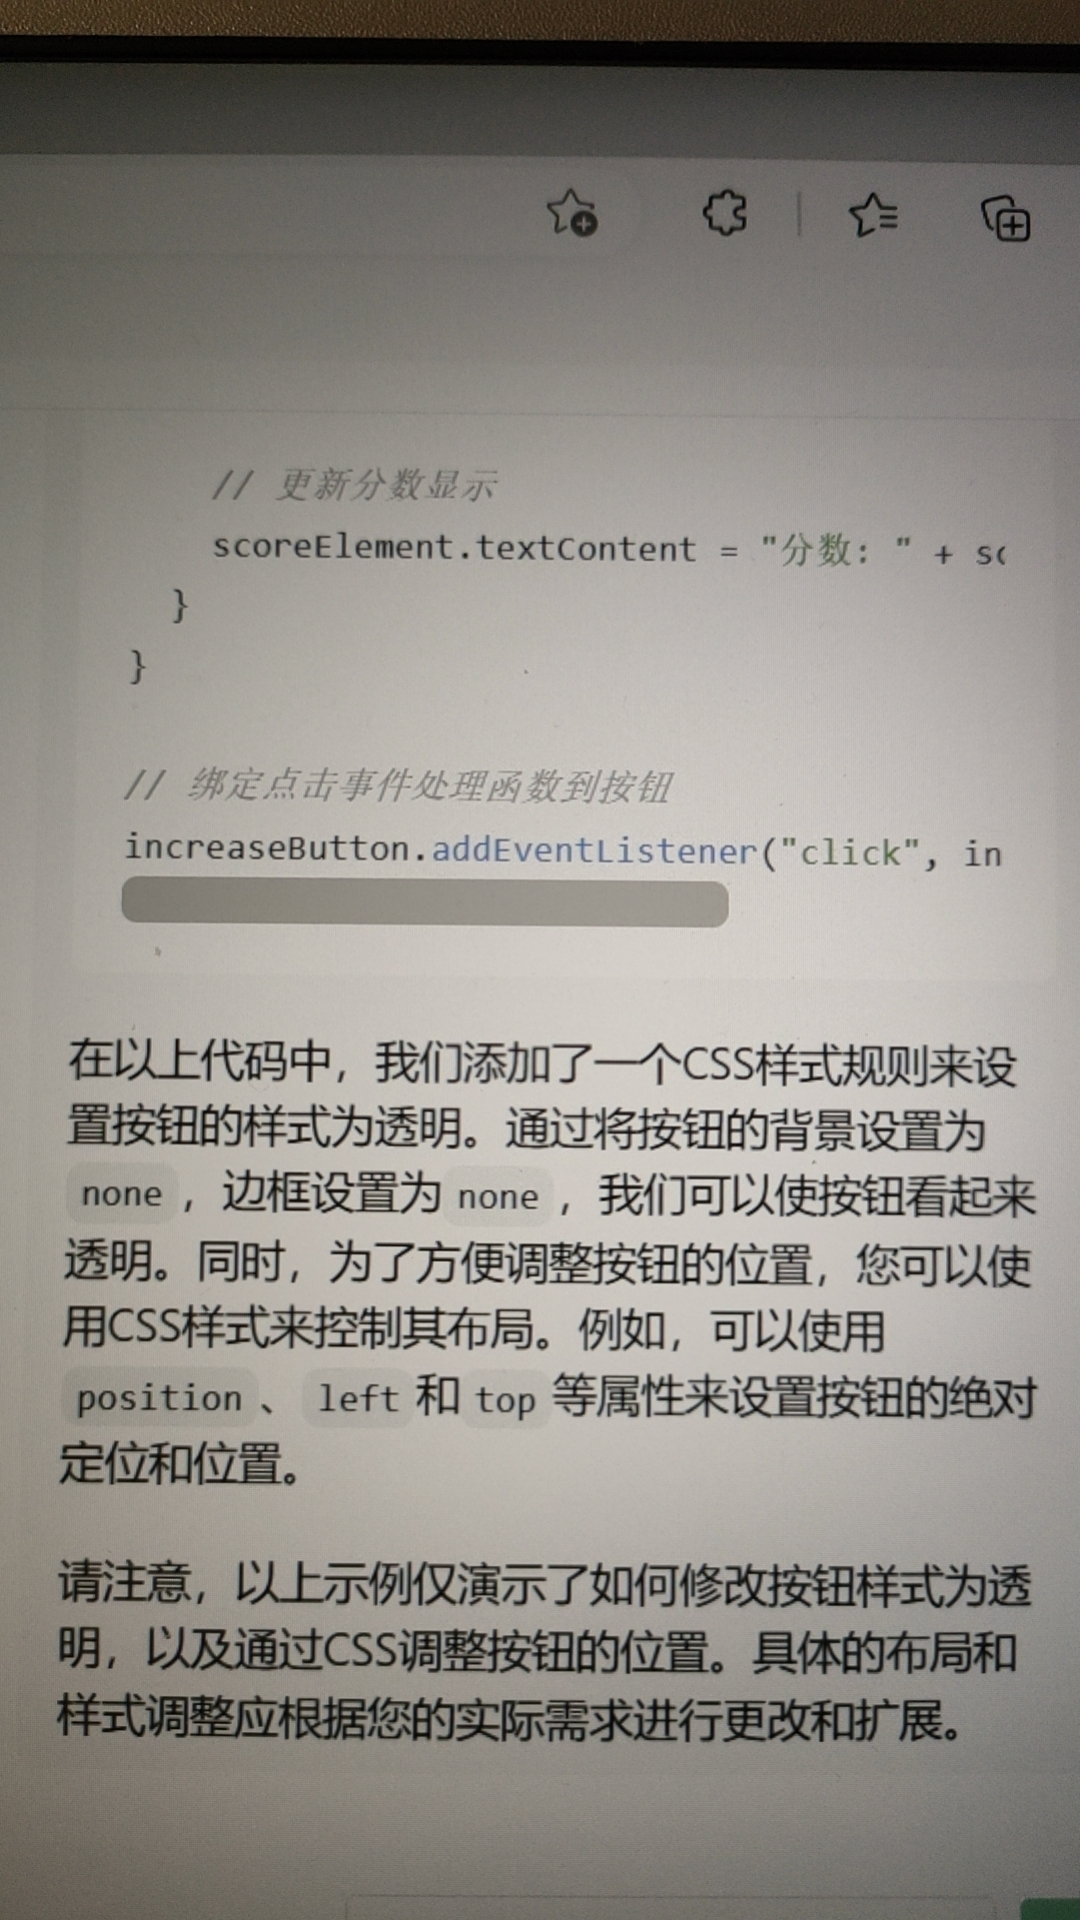 // 更新分数显示
scoreElement.textContent = "分数: " + sc
}
}
// 绑定点击事件处理函数到按钮
increaseButton.addEventListener("click", in
在以上代码中，我们添加了一个CSS样式规则来设
置按钮的样式为透明。通过将按钮的背景设置为
none ，边框设置为 none ，我们可以使按钮看起来
透明。同时，为了方便调整按钮的位置，您可以使
用CSS样式来控制其布局。例如，可以使用
position 、 left 和 top 等属性来设置按钮的绝对
定位和位置。
请注意，以上示例仅演示了如何修改按钮样式为透
明，以及通过CSS调整按钮的位置。具体的布局和
样式调整应根据您的实际需求进行更改和扩展。